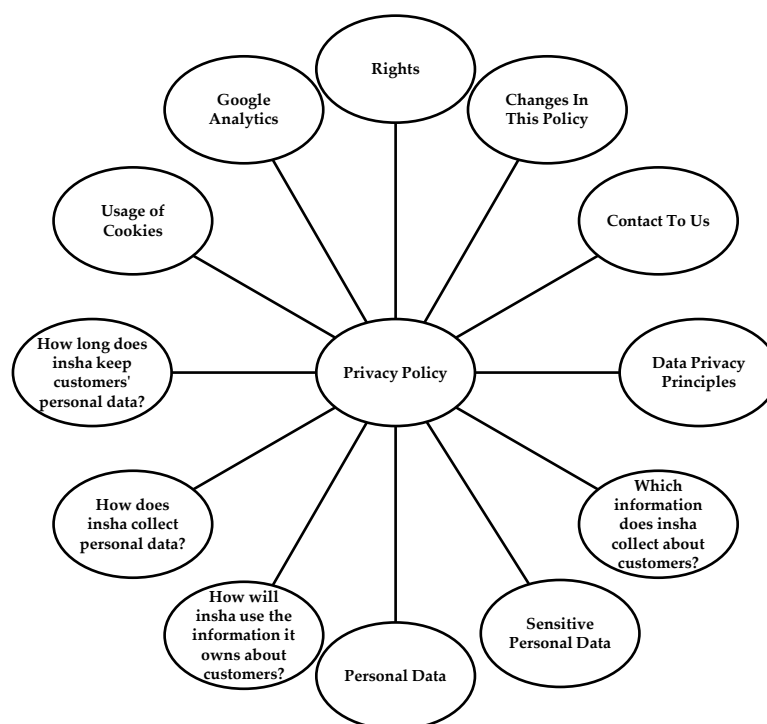 Rights
Google
Analytics
Changes In
This Policy
Usage of
Cookies
Contact To Us
How long does
insha keep
customers'
personal data?
Privacy Policy
Data Privacy
Principles
How does
insha collect
personal data?
Which
information
does insha
collect about
customers?
How will
insha use the
information it
owns about
customers?
Personal Data
Sensitive
Personal Data